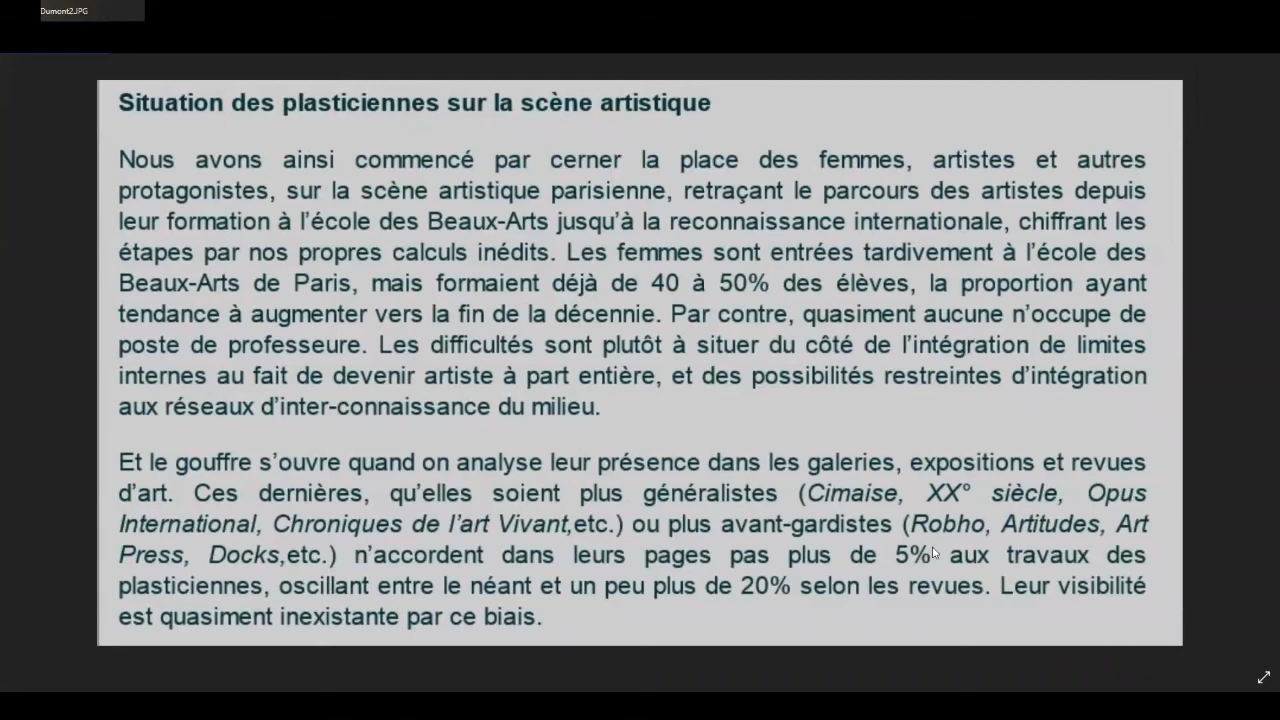 Dumont2.JPG
Situation des plasticiennes sur la scène artistique
Nous avons ainsi commencé par cerner la place des femmes, artistes et autres
protagonistes, sur la scène artistique parisienne, retraçant le parcours des artistes depuis
leur formation à l'école des Beaux-Arts jusqu'à la reconnaissance internationale, chiffrant les
étapes par nos propres calculs inédits. Les femmes sont entrées tardivement à l'école des
Beaux-Arts de Paris, mais formaient déjà de 40 à 50% des élèves, la proportion ayant
tendance à augmenter vers la fin de la décennie. Par contre, quasiment aucune n'occupe de
poste de professeure. Les difficultés sont plutôt à situer du côté de l'intégration de limites
internes au fait de devenir artiste à part entière, et des possibilités restreintes d'intégration
aux réseaux d'inter-connaissance du milieu.
Et le gouffre s'ouvre quand on analyse leur présence dans les galeries, expositions et revues
d'art. Ces dernières, qu'elles soient plus généralistes (Cimaise, XX° siècle, Opus
International, Chroniques de l'art Vivant,etc.) ou plus avant-gardistes (Robho, Artitudes, Art
Press, Docks,etc.) n'accordent dans leurs pages pas plus de 5% aux travaux des
plasticiennes, oscillant entre le néant et un peu plus de 20% selon les revues. Leur visibilité
est quasiment inexistante par ce biais.